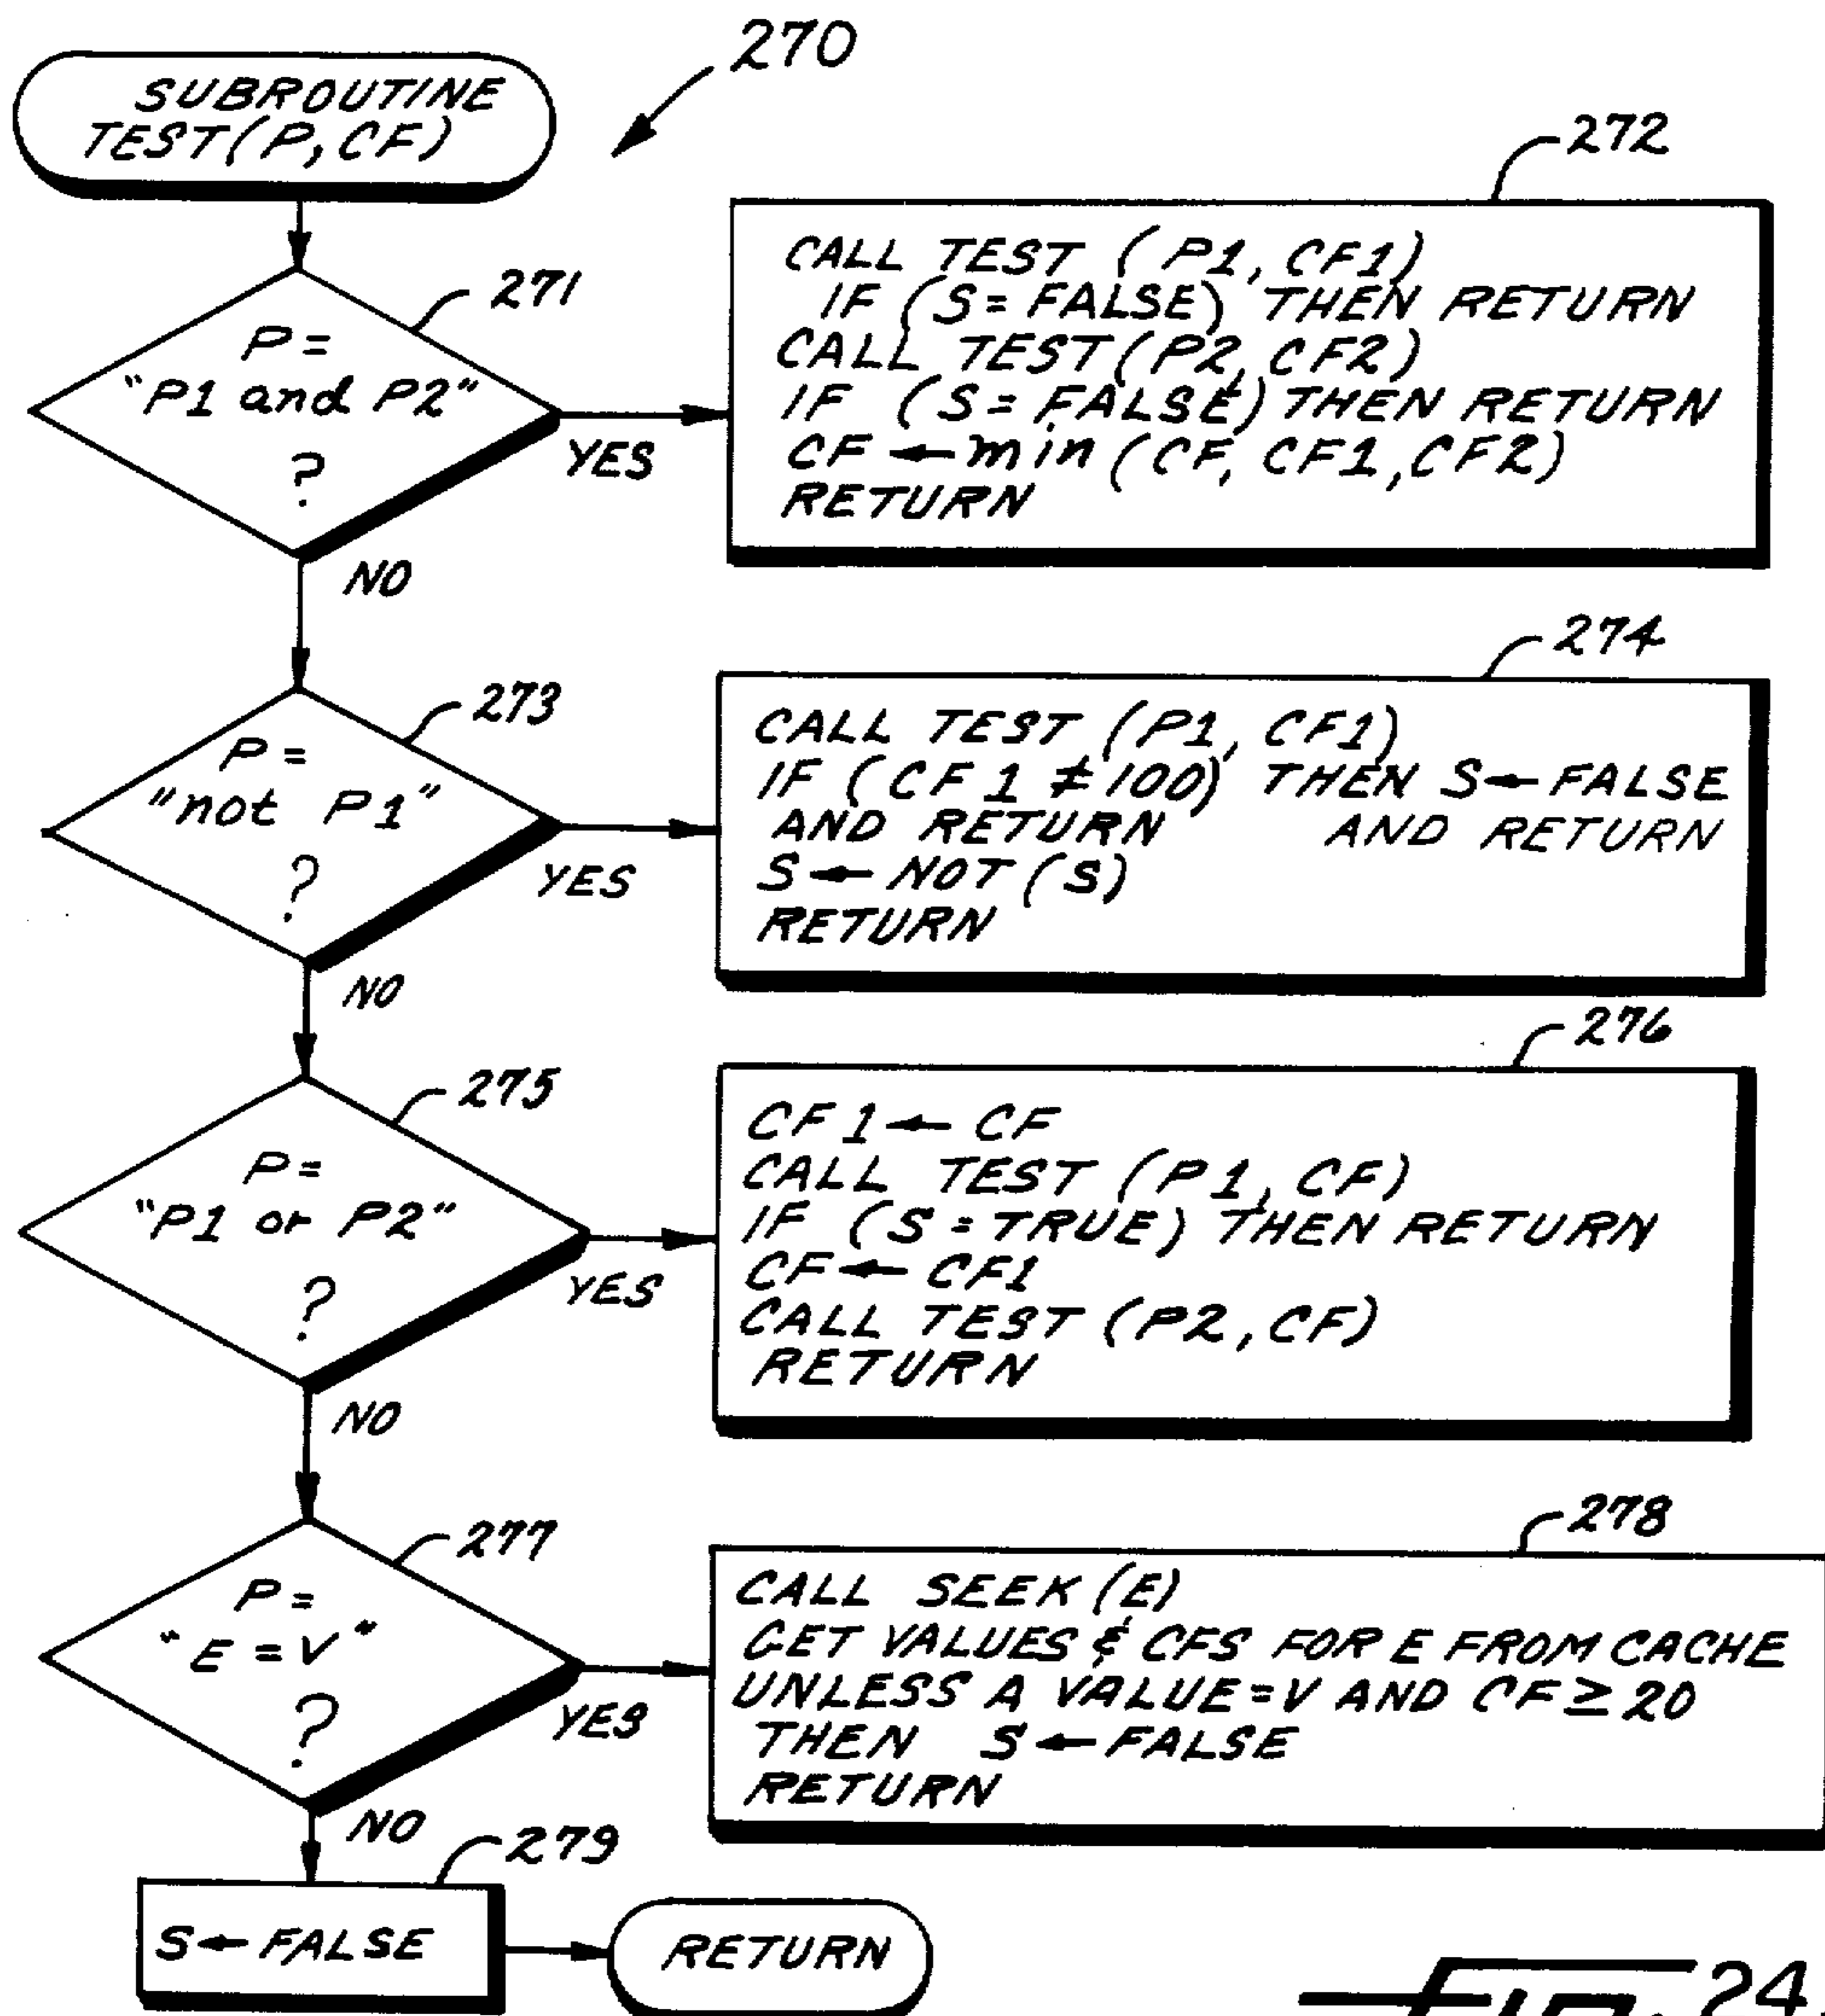 270
SUBROUTINE
TEST(P,CF)
271
P=
"P1 and P2"
?
YES
NO
272
CALL TEST (P1, CF1)
IF (S=FALSE) THEN RETURN
CALL TEST(P2,CF2)
IF (S=FALSE) THEN RETURN
CF←min(CF,CF1,CF2)
RETURN
273
P=
"not P1"
?
YES
NO
274
CALL TEST (P1, CF1)
IF (CF1≠100) THEN S←FALSE
AND RETURN AND RETURN
S←NOT(S)
RETURN
275
P=
"P1 or P2"
?
YES
NO
276
CF1←CF
CALL TEST (P1, CF)
IF (S=TRUE) THEN RETURN
CF←CF1
CALL TEST (P2,CF)
RETURN
277
P=
"E=V"
?
YES
NO
278
CALL SEEK(E)
GET VALUES & CFS FOR E FROM CACHE
UNLESS A VALUE=V AND CF≥20
THEN S←FALSE
RETURN
279
S←FALSE
RETURN
FIG. 24.